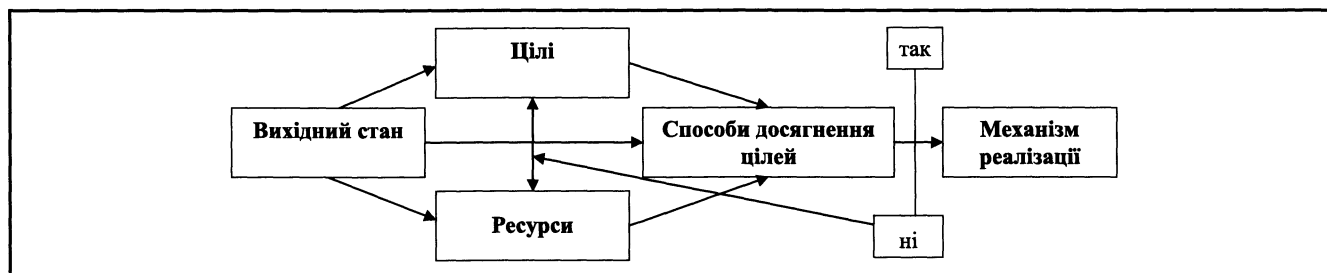 Цілі
так
Вихідний стан
Способи досягнення
цілей
Механізм
реалізації
Ресурси
ні